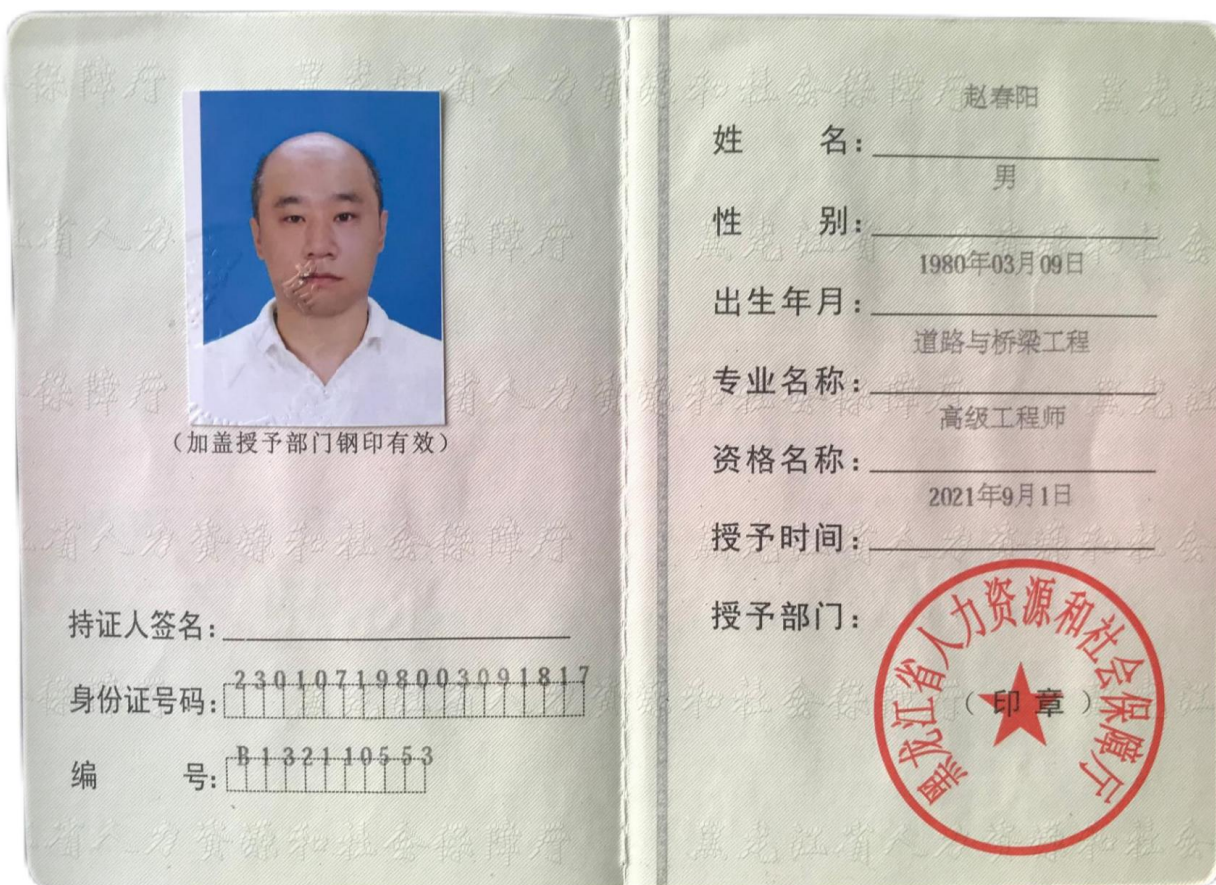 （加盖授予部门钢印有效）
持证人签名：
身份证号码：230107198003091817
编 号：B132110553
赵春阳
姓 名：
男
性 别：
1980年03月09日
出生年月：
道路与桥梁工程
专业名称：
高级工程师
资格名称：
2021年9月1日
授予时间：
授予部门：
黑龙江省人力资源和社会保障厅
（印章）